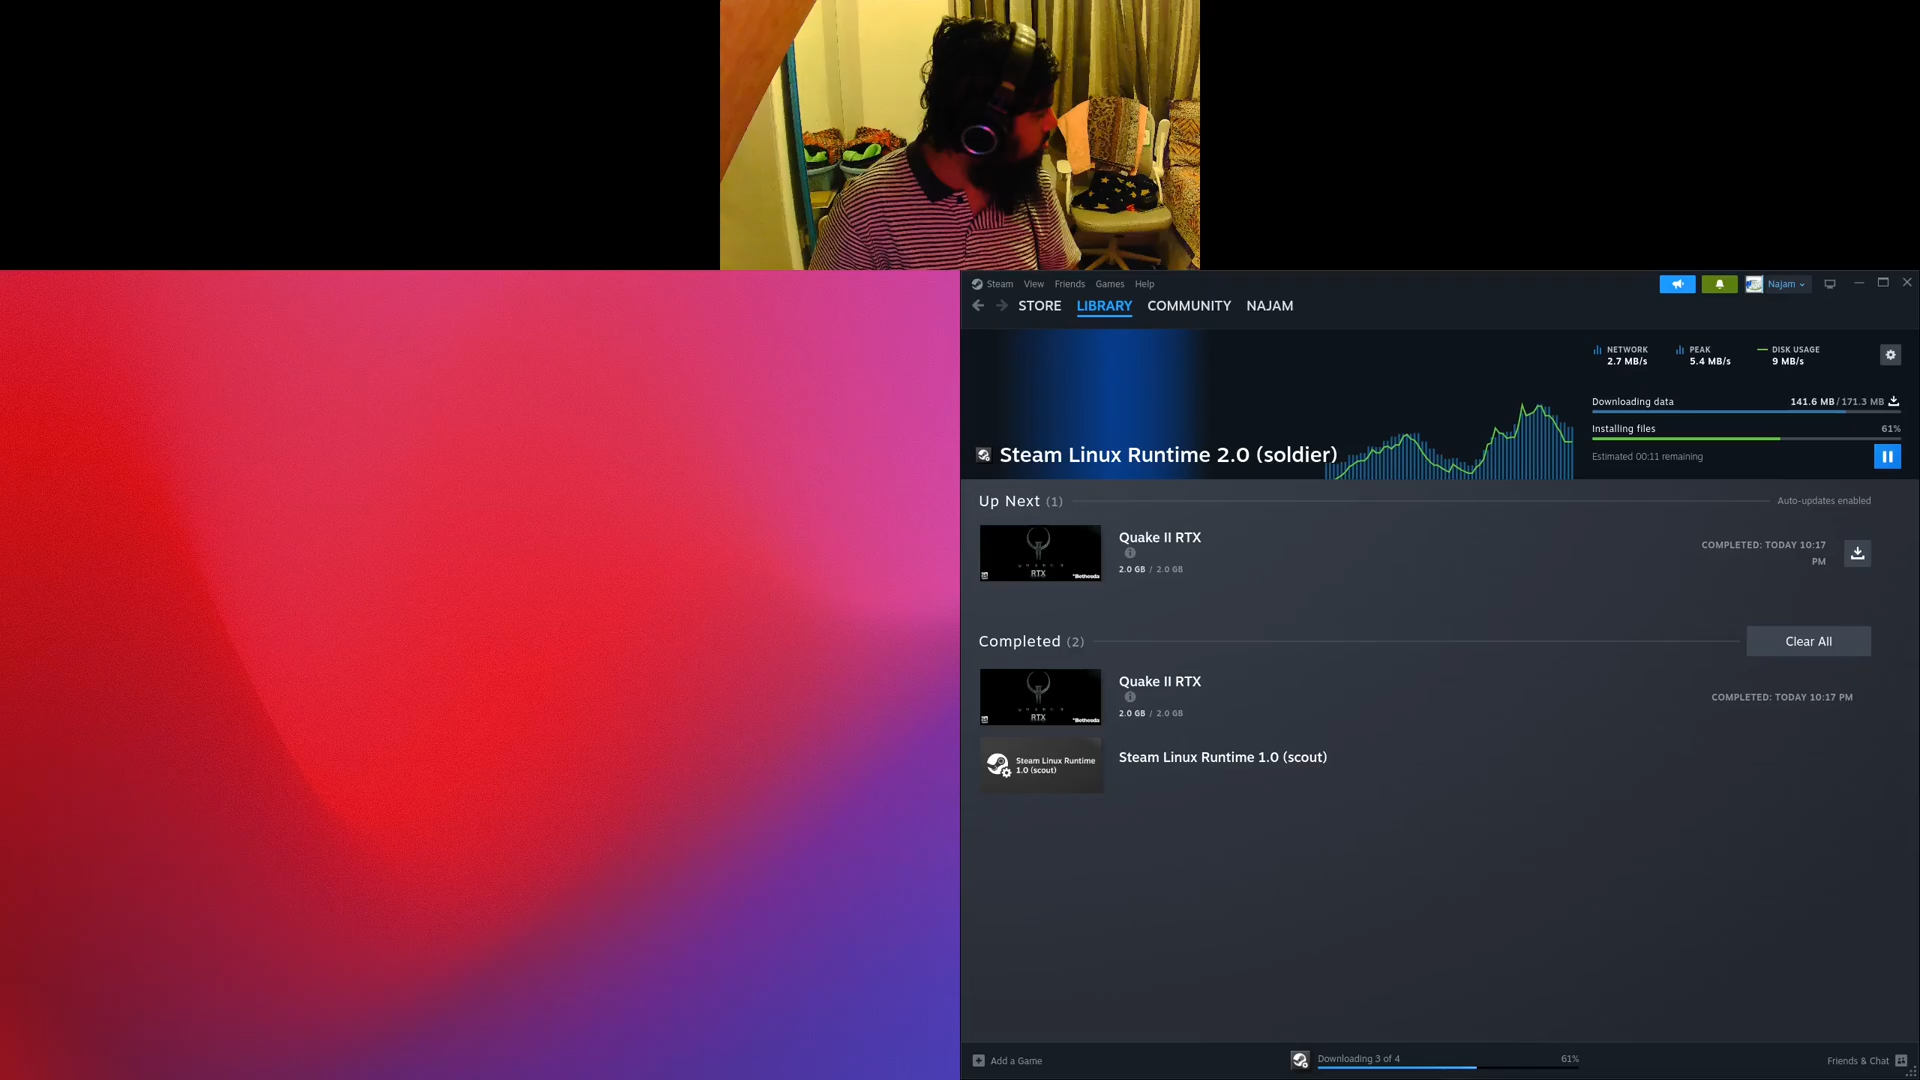 Steam View Friends Games Help
Najam
STORE LIBRARY COMMUNITY NAJAM
NETWORK
2.7 MB/s
PEAK
5.4 MB/s
DISK USAGE
9 MB/s
Downloading data 141.6 MB / 171.3 MB
Installing files 61%
Estimated 00:11 remaining
Steam Linux Runtime 2.0 (soldier)
Up Next (1)
Auto-updates enabled
RTX
Bethesda
Quake II RTX
2.0 GB / 2.0 GB
COMPLETED: TODAY 10:17
PM
Completed (2)
Clear All
RTX
Bethesda
Quake II RTX
2.0 GB / 2.0 GB
COMPLETED: TODAY 10:17 PM
Steam Linux Runtime
1.0 (scout)
Steam Linux Runtime 1.0 (scout)
Add a Game
Downloading 3 of 4 61%
Friends & Chat